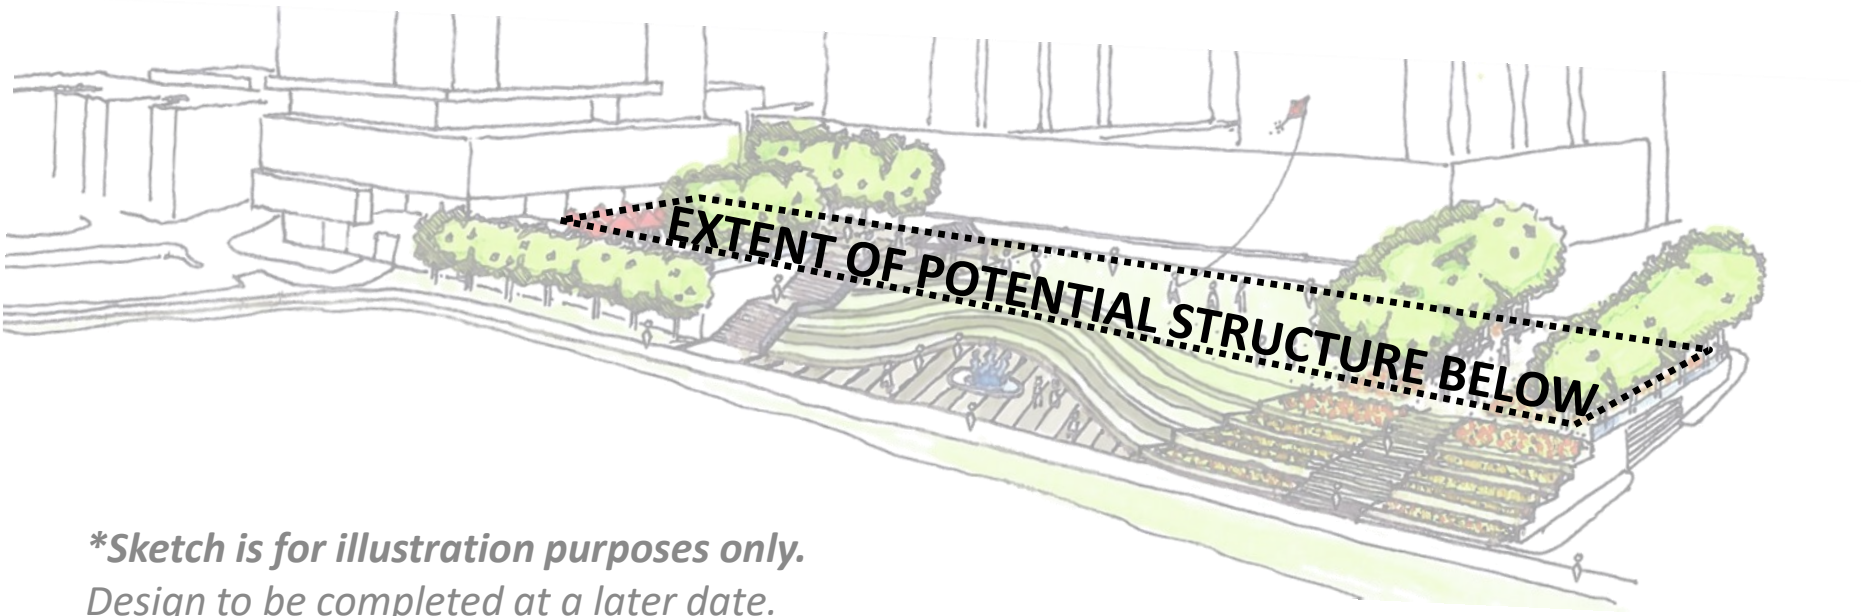 EXTENT OF POTENTIAL STRUCTURE BELOW
*Sketch is for illustration purposes only.
Design to be completed at a later date.